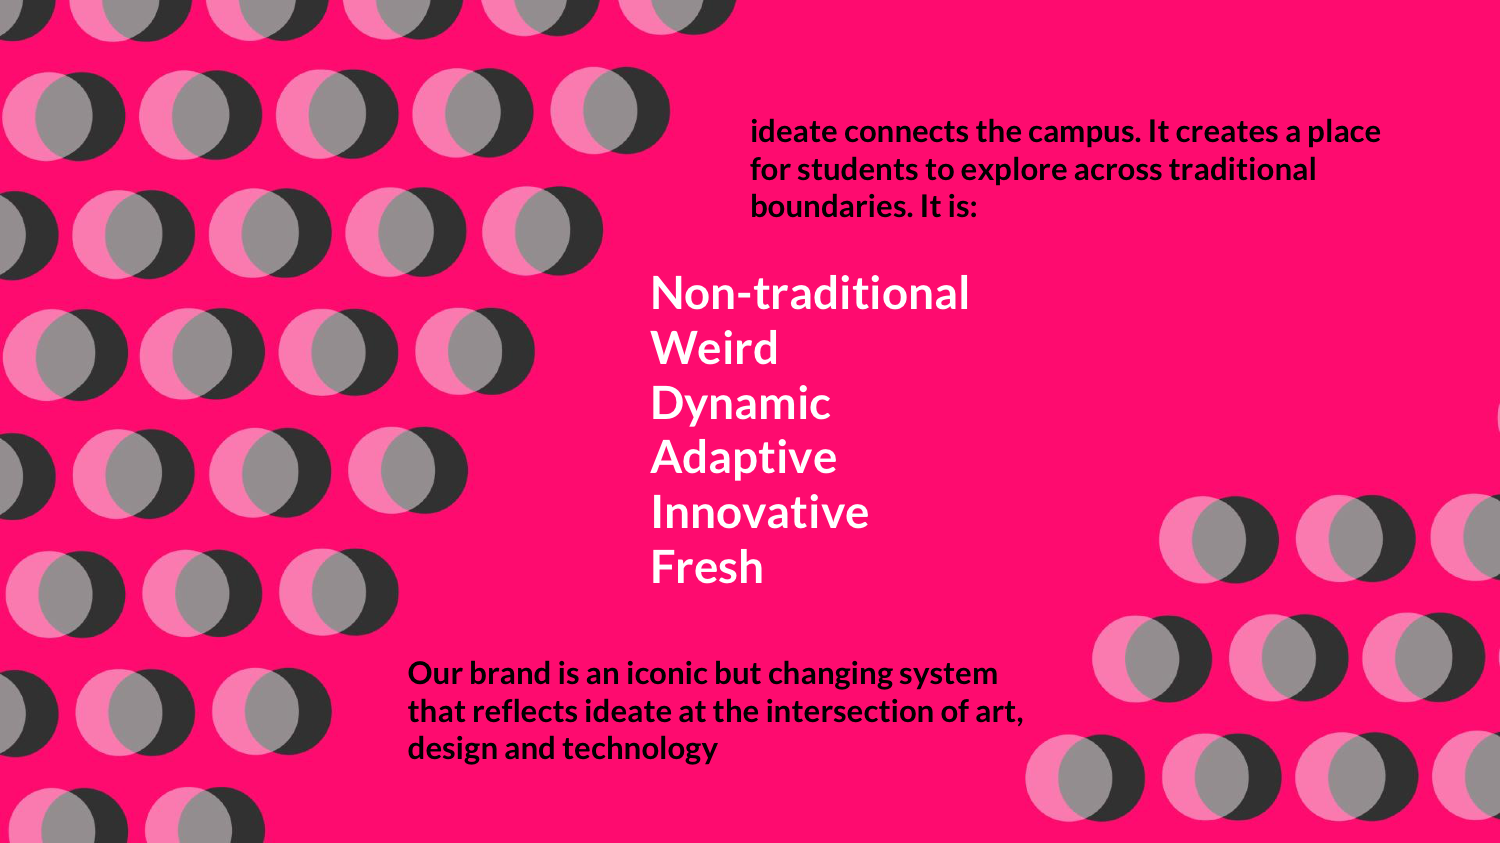 ideate connects the campus. It creates a place
for students to explore across traditional
boundaries. It is:
Non-traditional
Weird
Dynamic
Adaptive
Innovative
Fresh
Our brand is an iconic but changing system
that reflects ideate at the intersection of art,
design and technology